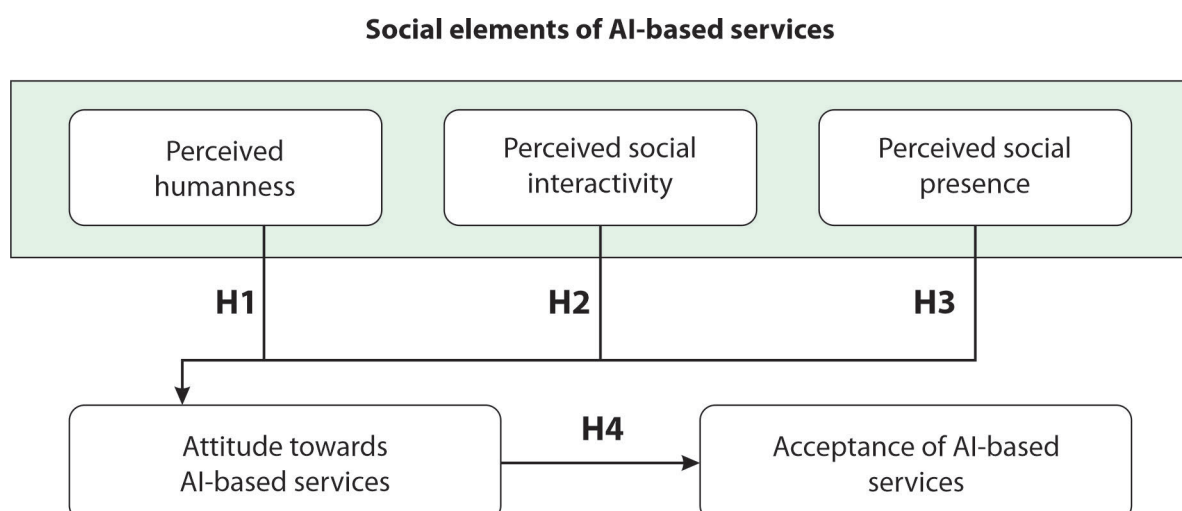 Social elements of AI-based services
Perceived
humanness
Perceived social
interactivity
Perceived social
presence
H1
H2
H3
Attitude towards
AI-based services
H4
Acceptance of AI-based
services